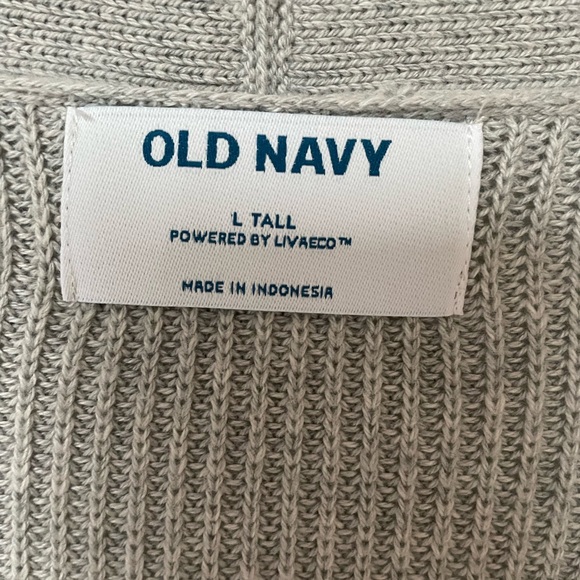 OLD NAVY
L TALL
POWERED BY LIVAECO™
MADE IN INDONESIA